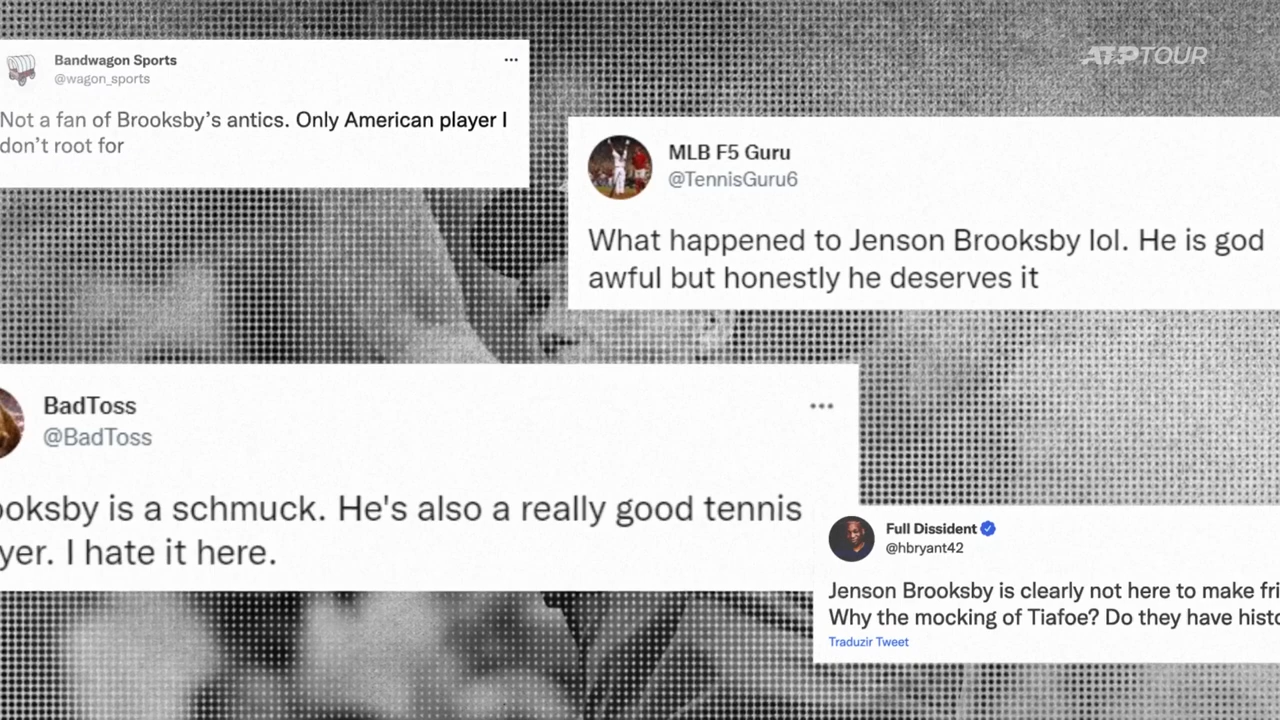 ATPTOUR
Bandwagon Sports
@wagon_sports
Not a fan of Brooksby's antics. Only American player I
don't root for
MLB F5 Guru
@TennisGuru6
What happened to Jenson Brooksby lol. He is god
awful but honestly he deserves it
BadToss
@BadToss
ooksby is a schmuck. He's also a really good tennis
yer. I hate it here.
Full Dissident
@hbryant42
Jenson Brooksby is clearly not here to make fri
Why the mocking of Tiafoe? Do they have histo
Traduzir Tweet